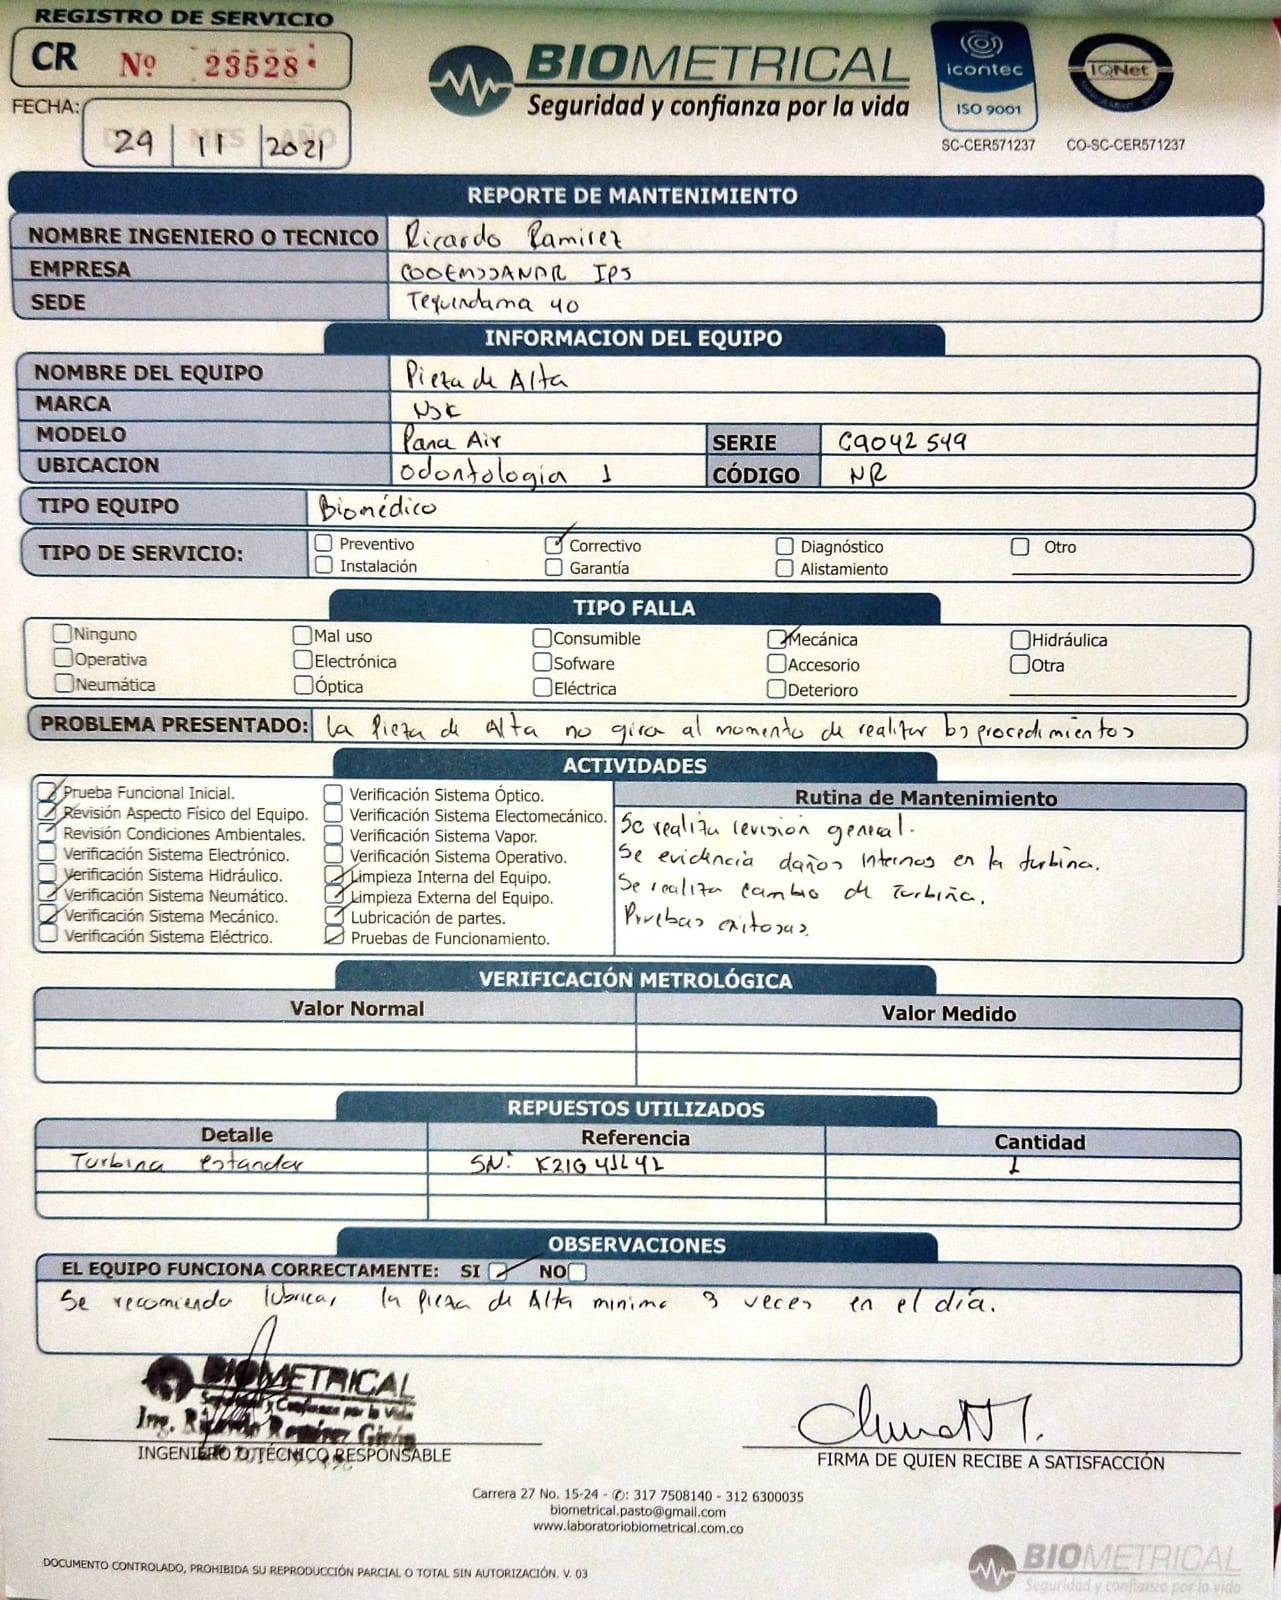 REGISTRO DE SERVICIO
CR Nº 23528
FECHA: 29 11 2021
BIOMETRICAL
Seguridad y confianza por la vida
icontec
ISO 9001
SC-CER571237
IQNet
CO-SC-CER571237
REPORTE DE MANTENIMIENTO
NOMBRE INGENIERO O TECNICO Ricardo Ramirez
EMPRESA COOEMSSANAR IPS
SEDE Tequendama 40
INFORMACION DEL EQUIPO
NOMBRE DEL EQUIPO Pieza de Alta
MARCA NSK
MODELO Pana Air SERIE C9042549
UBICACION Odontologia 1 CÓDIGO NR
TIPO EQUIPO Biomédico
TIPO DE SERVICIO: Preventivo Correctivo Diagnóstico Otro
Instalación Garantía Alistamiento
TIPO FALLA
Ninguno Mal uso Consumible Mecánica Hidráulica
Operativa Electrónica Sofware Accesorio Otra
Neumática Óptica Eléctrica Deterioro
PROBLEMA PRESENTADO: la Pieza de Alta no gira al momento de realizar los procedimientos
ACTIVIDADES
Prueba Funcional Inicial.
Revisión Aspecto Físico del Equipo.
Revisión Condiciones Ambientales.
Verificación Sistema Electrónico.
Verificación Sistema Hidráulico.
Verificación Sistema Neumático.
Verificación Sistema Mecánico.
Verificación Sistema Eléctrico.
Verificación Sistema Óptico.
Verificación Sistema Electomecánico.
Verificación Sistema Vapor.
Verificación Sistema Operativo.
Limpieza Interna del Equipo.
Limpieza Externa del Equipo.
Lubricación de partes.
Pruebas de Funcionamiento.
Rutina de Mantenimiento
Se realiza revisión general.
Se evidencia daños internos en la turbina.
Se realiza cambio de turbina.
Pruebas exitosas.
VERIFICACIÓN METROLÓGICA
Valor Normal Valor Medido
REPUESTOS UTILIZADOS
Detalle Referencia Cantidad
Turbina estandar SN: 1
OBSERVACIONES
EL EQUIPO FUNCIONA CORRECTAMENTE: SI NO
Se recomienda lubricar la pieza de Alta minimo 3 veces en el día.
BIOMETRICAL
Seguridad y Confianza por la Vida
Ing. Ricardo Ramírez Girón
INGENIERO O TÉCNICO RESPONSABLE
FIRMA DE QUIEN RECIBE A SATISFACCIÓN
Carrera 27 No. 15-24 - ✆: 317 7508140 - 312 6300035
biometrical.pasto@gmail.com
www.laboratoriobiometrical.com.co
DOCUMENTO CONTROLADO, PROHIBIDA SU REPRODUCCIÓN PARCIAL O TOTAL SIN AUTORIZACIÓN. V. 03
BIOMETRICAL
Seguridad y confianza por la vida